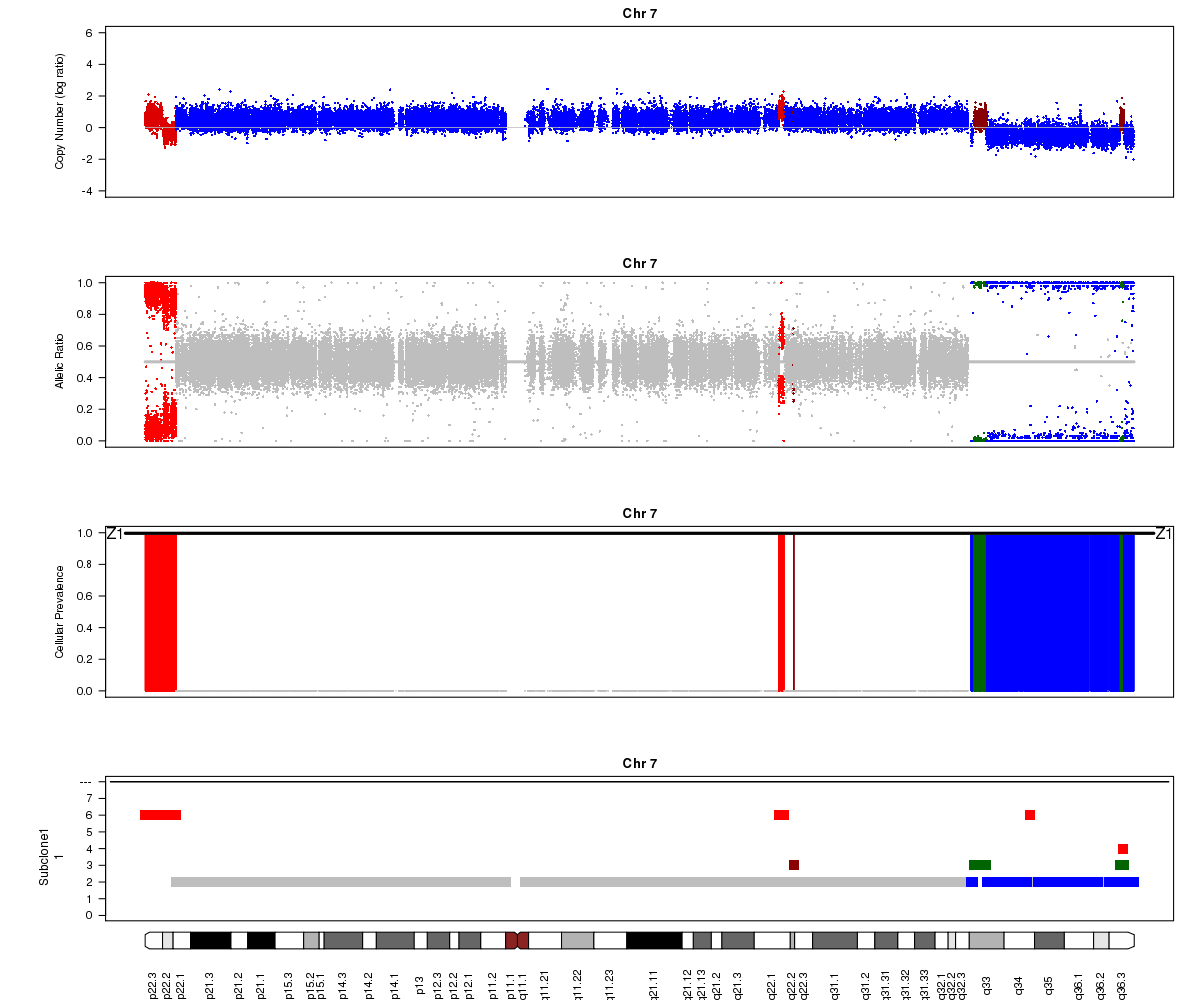 Chr 7
Copy Number (log ratio)
6
4
2
0
-2
-4
Chr 7
Allelic Ratio
1.0
0.8
0.6
0.4
0.2
0.0
Chr 7
Cellular Prevalence
1.0
0.8
0.6
0.4
0.2
0.0
Z1
Z1
Chr 7
Subclone1
1
---
7
6
5
4
3
2
1
0
p22.3 p22.2 p22.1 p21.3 p21.2 p21.1 p15.3 p15.2 p15.1 p14.3 p14.2 p14.1 p13 p12.3 p12.2 p12.1 p11.2 p11.1 q11.1 q11.21 q11.22 q11.23 q21.11 q21.12 q21.13 q21.2 q21.3 q22.1 q22.2 q22.3 q31.1 q31.2 q31.31 q31.32 q31.33 q32.1 q32.2 q32.3 q33 q34 q35 q36.1 q36.2 q36.3